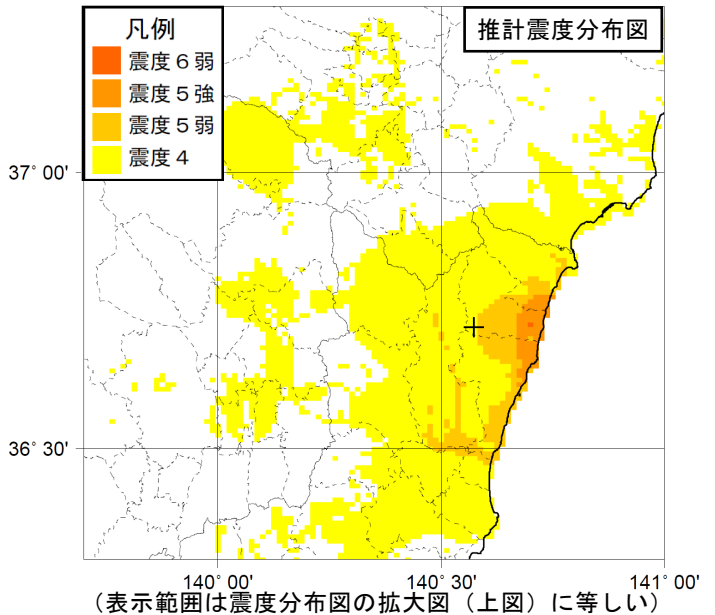 凡例
震度６弱
震度５強
震度５弱
震度４
推計震度分布図
37° 00'
36° 30'
140° 00'
140° 30'
141° 00'
（表示範囲は震度分布図の拡大図（上図）に等しい）